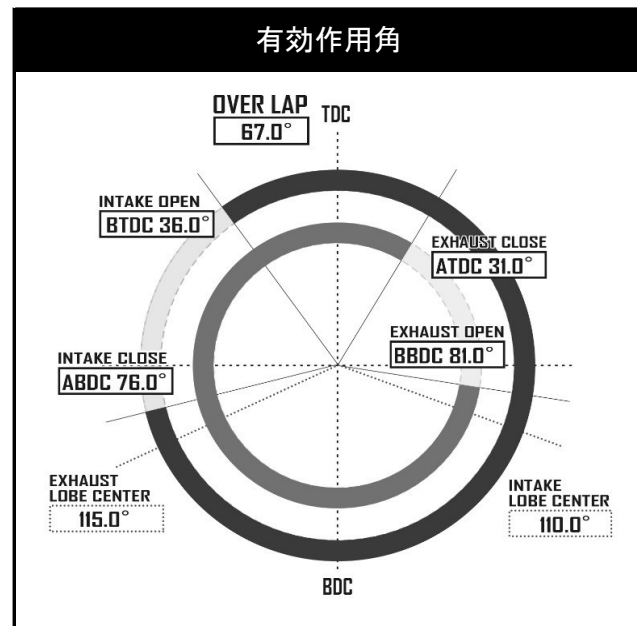 有効作用角
OVER LAP
67.0°
TDC
INTAKE OPEN
BTDC 36.0°
EXHAUST CLOSE
ATDC 31.0°
EXHAUST OPEN
BBDC 81.0°
INTAKE CLOSE
ABDC 76.0°
EXHAUST
LOBE CENTER
115.0°
INTAKE
LOBE CENTER
110.0°
BDC